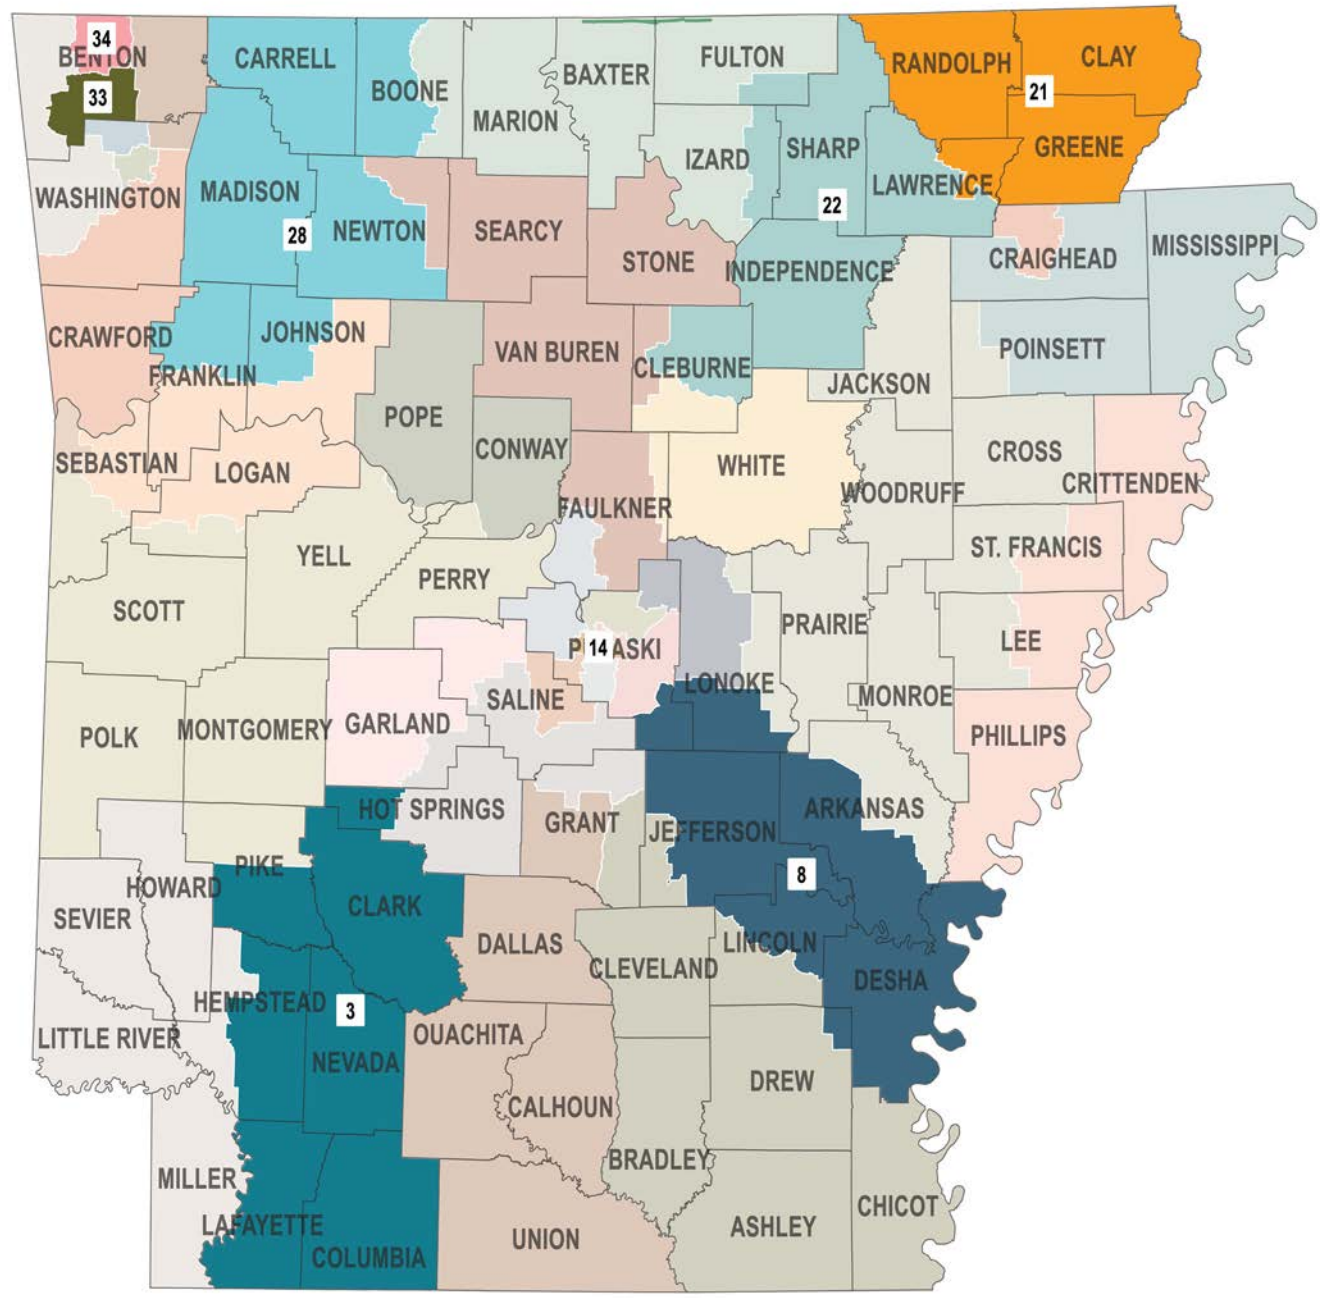 34
BENTON
33
CARRELL
BOONE
MARION
BAXTER
FULTON
RANDOLPH
CLAY
21
GREENE
WASHINGTON
MADISON
28
NEWTON
SEARCY
STONE
IZARD
SHARP
22
LAWRENCE
INDEPENDENCE
CRAIGHEAD
MISSISSIPPI
CRAWFORD
FRANKLIN
JOHNSON
POPE
VAN BUREN
CLEBURNE
JACKSON
POINSETT
SEBASTIAN
LOGAN
CONWAY
FAULKNER
WHITE
WOODRUFF
CROSS
CRITTENDEN
SCOTT
YELL
PERRY
ST. FRANCIS
14
PULASKI
PRAIRIE
LEE
POLK
MONTGOMERY
GARLAND
SALINE
LONOKE
MONROE
PHILLIPS
HOT SPRINGS
GRANT
JEFFERSON
ARKANSAS
8
SEVIER
HOWARD
PIKE
CLARK
DALLAS
CLEVELAND
LINCOLN
DESHA
LITTLE RIVER
HEMPSTEAD
3
NEVADA
OUACHITA
CALHOUN
DREW
BRADLEY
MILLER
LAFAYETTE
COLUMBIA
UNION
ASHLEY
CHICOT